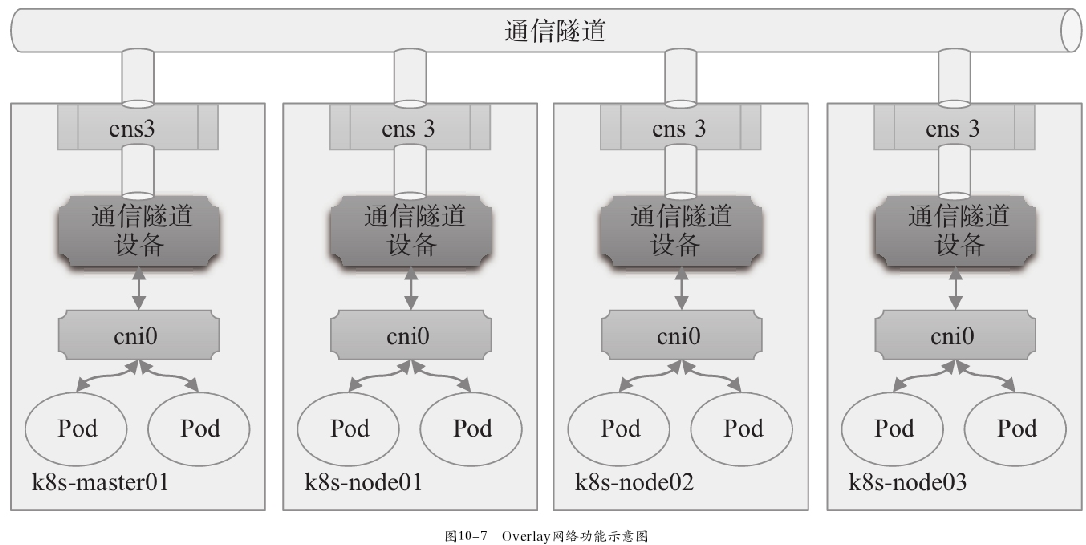 通信隧道
cns3
cns 3
cns 3
cns 3
通信隧道
设备
通信隧道
设备
通信隧道
设备
通信隧道
设备
cni0
cni0
cni0
cni0
Pod
Pod
Pod
Pod
Pod
Pod
Pod
Pod
k8s-master01
k8s-node01
k8s-node02
k8s-node03
图10-7 Overlay网络功能示意图